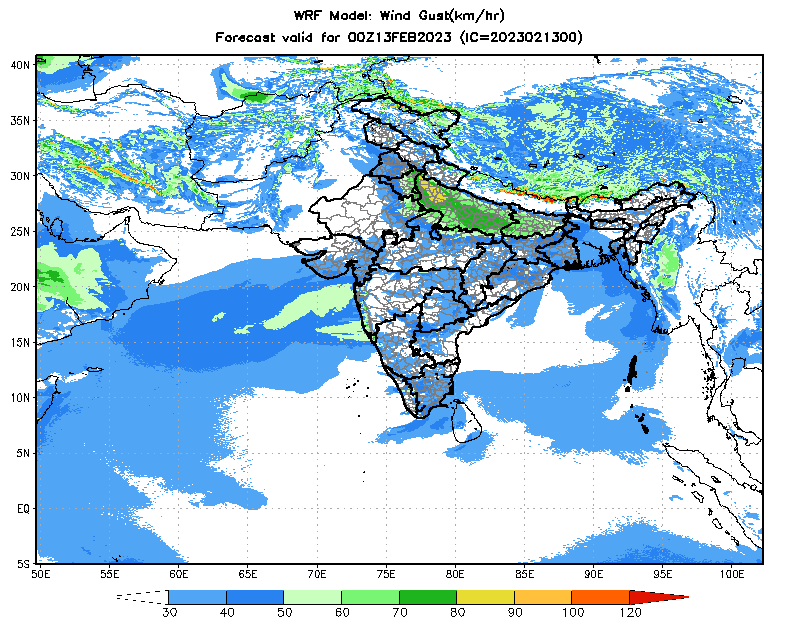 WRF Model: Wind Gust(km/hr)
Forecast valid for 00Z13FEB2023 (IC=2023021300)
40N
35N
30N
25N
20N
15N
10N
5N
EQ
5S
50E 55E 60E 65E 70E 75E 80E 85E 90E 95E 100E
30 40 50 60 70 80 90 100 120